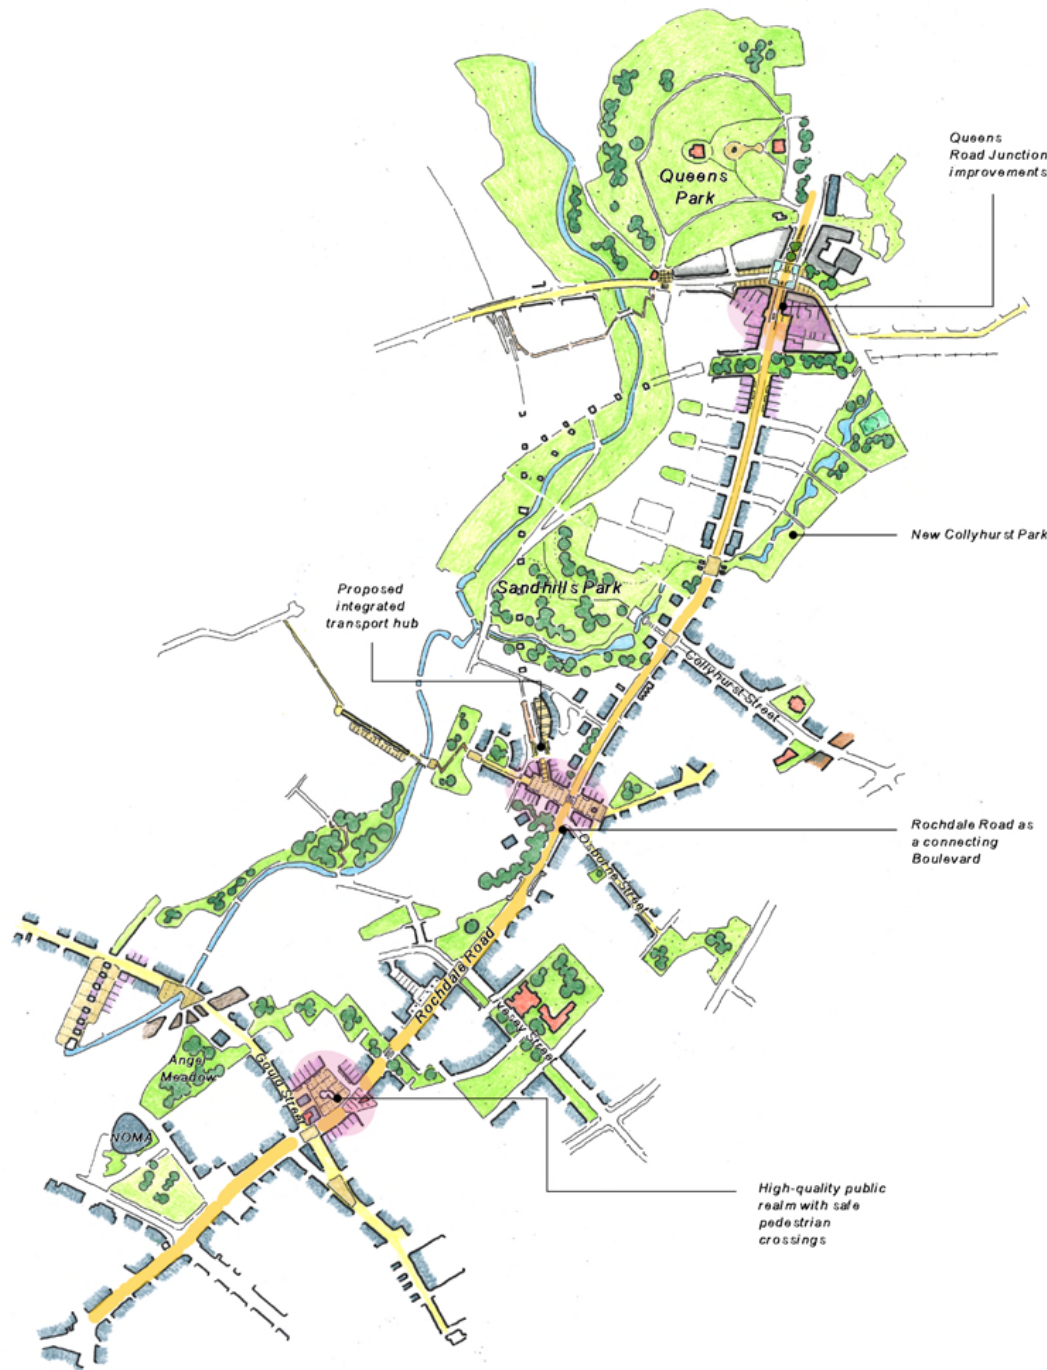 Queens
Road Junction
improvements
Queens
Park
New Collyhurst Park
Proposed
integrated
transport hub
Sandhills Park
Collyhurst Street
Rochdale Road as
a connecting
Boulevard
Osborne Street
Rochdale Road
Vesey Street
Angel
Meadow
Gould Street
NOMA
High-quality public
realm with safe
pedestrian
crossings